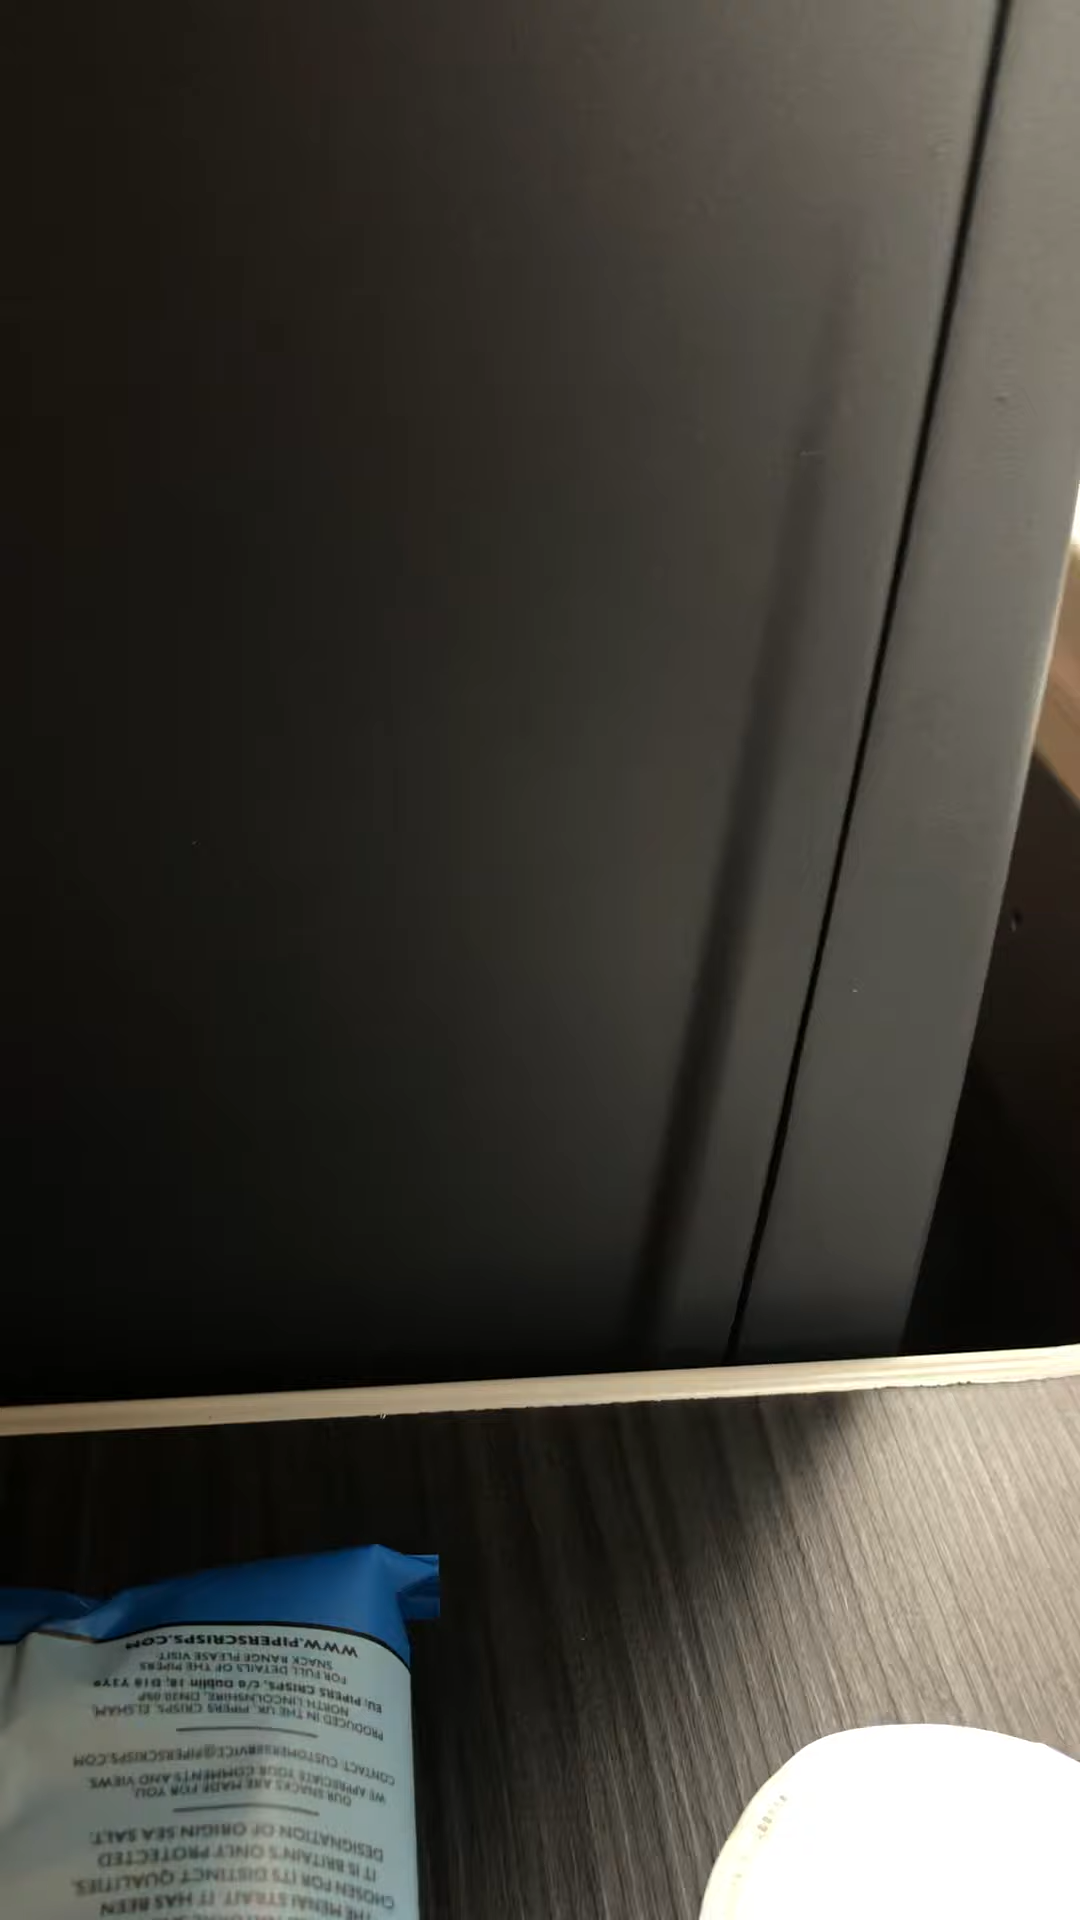 THE MENAI STRAIT. IT HAS BEEN
CHOSEN FOR ITS DISTINCT QUALITIES.
IT IS BRITAIN'S ONLY PROTECTED
DESIGNATION OF ORIGIN SEA SALT.
OUR SNACKS ARE MADE FOR YOU.
WE APPRECIATE YOUR COMMENTS AND VIEWS.
CONTACT: CUSTOMERSERVICE@PIPERSCRISPS.COM
PRODUCED IN THE UK, PIPERS CRISPS, ELSHAM,
NORTH LINCOLNSHIRE, DN20 0SP
EU: PIPERS CRISPS, c/o Dublin 18, D18 Y3Y9
FOR FULL DETAILS OF THE PIPERS
SNACK RANGE PLEASE VISIT:
WWW.PIPERSCRISPS.COM